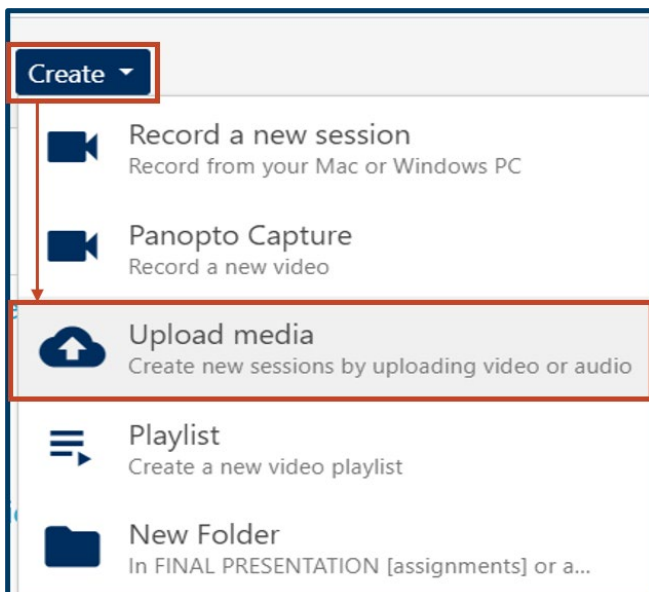 Create
Record a new session
Record from your Mac or Windows PC
Panopto Capture
Record a new video
Upload media
Create new sessions by uploading video or audio
Playlist
Create a new video playlist
New Folder
In FINAL PRESENTATION [assignments] or a...